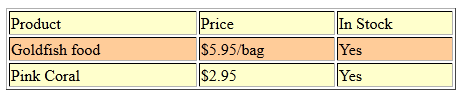 Product Price In Stock
Goldfish food $5.95/bag Yes
Pink Coral $2.95 Yes